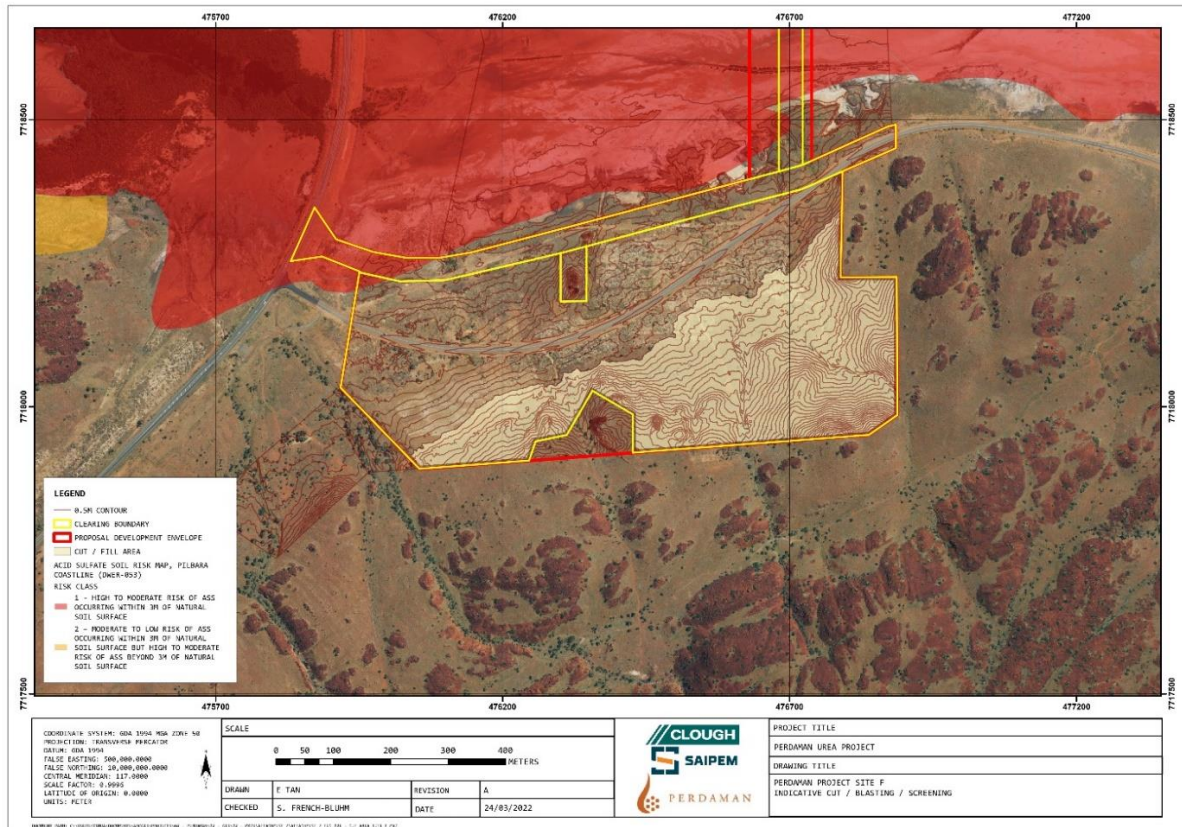 475700 476200 476700 477200
7718500 7718500
7718000 7718000
7717500 7717500
LEGEND
0.5M CONTOUR
CLEARING BOUNDARY
PROPOSAL DEVELOPMENT ENVELOPE
CUT / FILL AREA
ACID SULFATE SOIL RISK MAP, PILBARA
COASTLINE (DWER-053)
RISK CLASS
1 - HIGH TO MODERATE RISK OF ASS
OCCURRING WITHIN 3M OF NATURAL
SOIL SURFACE
2 - MODERATE TO LOW RISK OF ASS
OCCURRING WITHIN 3M OF NATURAL
SOIL SURFACE BUT HIGH TO MODERATE
RISK OF ASS BEYOND 3M OF NATURAL
SOIL SURFACE
475700 476200 476700 477200
COORDINATE SYSTEM: GDA 1994 MGA ZONE 50
PROJECTION: TRANSVERSE MERCATOR
DATUM: GDA 1994
FALSE EASTING: 500,000.0000
FALSE NORTHING: 10,000,000.0000
CENTRAL MERIDIAN: 117.0000
SCALE FACTOR: 0.9996
LATITUDE OF ORIGIN: 0.0000
UNITS: METER
SCALE
0 50 100 200 300 400
METERS
DRAWN E TAN REVISION A
CHECKED S. FRENCH-BLUHM DATE 24/03/2022
CLOUGH
SAIPEM
PERDAMAN
PROJECT TITLE
PERDAMAN UREA PROJECT
DRAWING TITLE
PERDAMAN PROJECT SITE F
INDICATIVE CUT / BLASTING / SCREENING